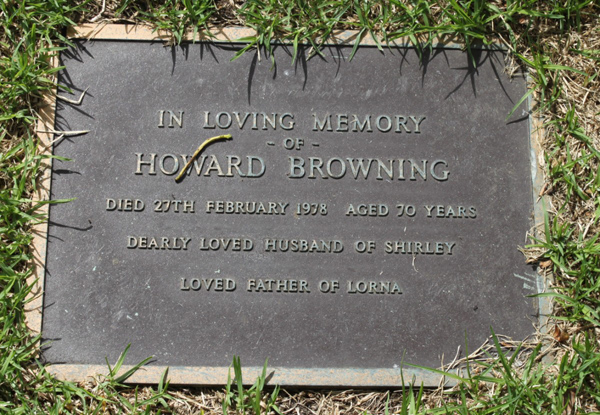 IN LOVING MEMORY
- OF -
HOWARD BROWNING
DIED 27TH FEBRUARY 1978 AGED 70 YEARS
DEARLY LOVED HUSBAND OF SHIRLEY
LOVED FATHER OF LORNA